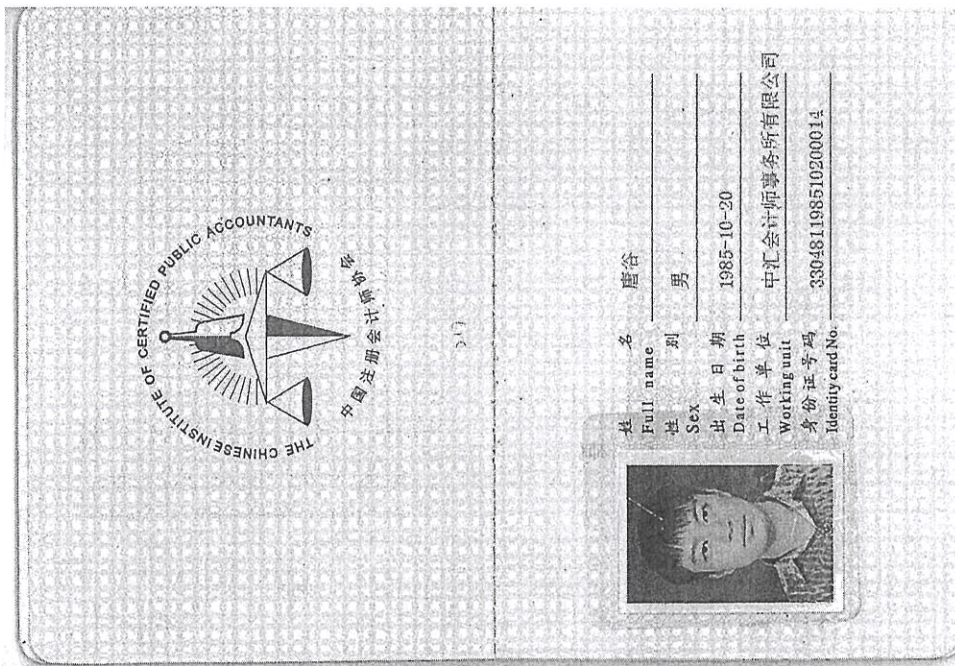 THE CHINESE INSTITUTE OF CERTIFIED PUBLIC ACCOUNTANTS
中国注册会计师协会
姓 名 唐谷
Full name
性 别 男
Sex
出生日期 1985-10-20
Date of birth
工作单位 中汇会计师事务所有限公司
Working unit
身份证号码 330481198510200014
Identity card No.